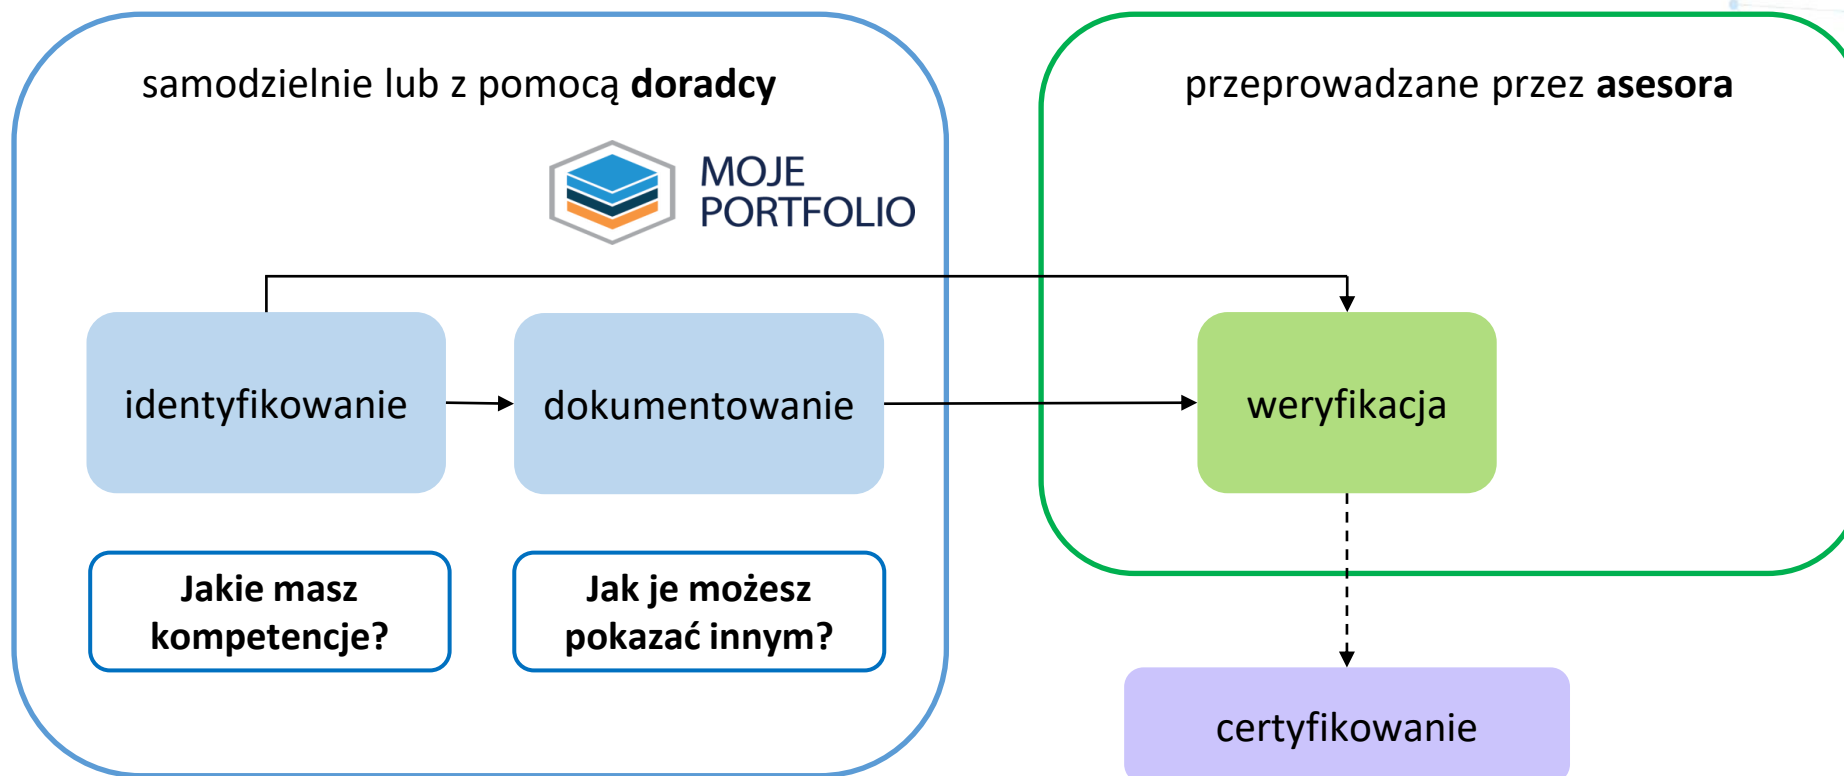 samodzielnie lub z pomocą doradcy
MOJE
PORTFOLIO
identyfikowanie
dokumentowanie
Jakie masz
kompetencje?
Jak je możesz
pokazać innym?
przeprowadzane przez asesora
weryfikacja
certyfikowanie